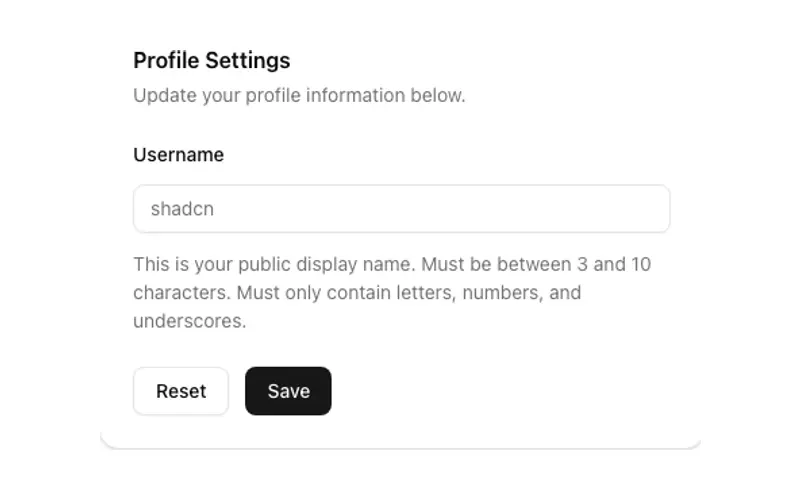 Profile Settings
Update your profile information below.
Username
shadcn
This is your public display name. Must be between 3 and 10
characters. Must only contain letters, numbers, and
underscores.
Reset Save